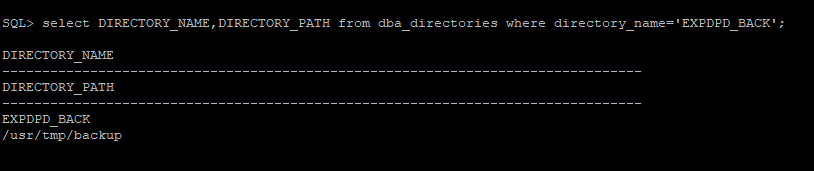 SQL> select DIRECTORY_NAME,DIRECTORY_PATH from dba_directories where directory_name='EXPDPD_BACK';
DIRECTORY_NAME
--------------------------------------------------------------------------------
DIRECTORY_PATH
--------------------------------------------------------------------------------
EXPDPD_BACK
/usr/tmp/backup